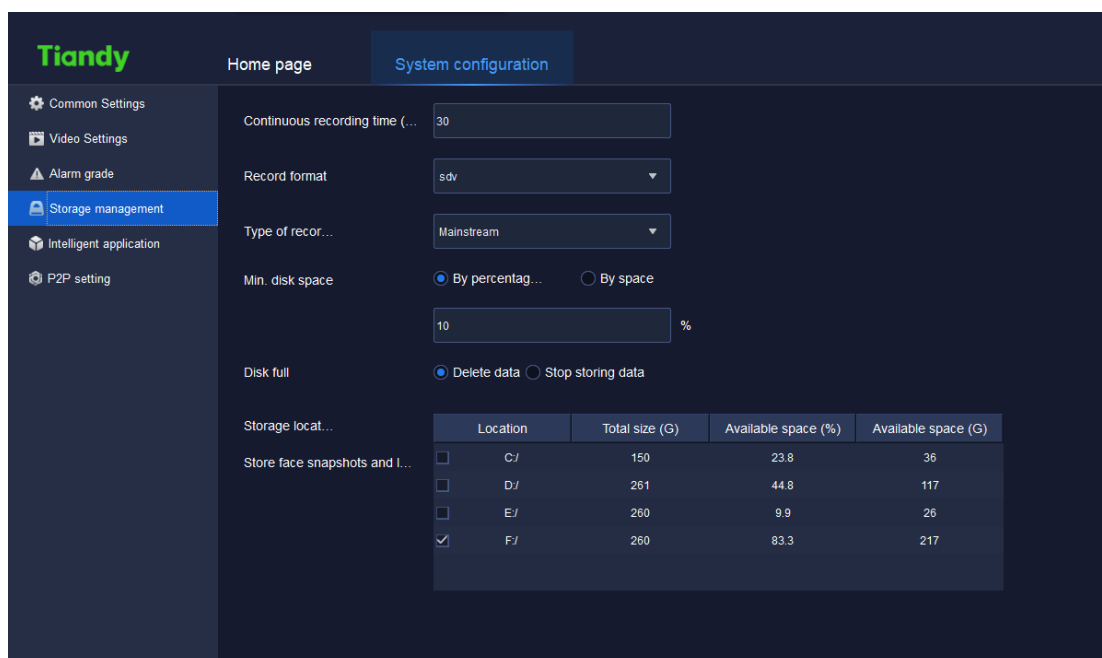 Tiandy
Home page System configuration
Common Settings
Video Settings
Alarm grade
Storage management
Intelligent application
P2P setting
Continuous recording time (... 30
Record format sdv
Type of recor... Mainstream
Min. disk space By percentag... By space
10 %
Disk full Delete data Stop storing data
Storage locat...
Store face snapshots and l...
Location Total size (G) Available space (%) Available space (G)
C:/ 150 23.8 36
D:/ 261 44.8 117
E:/ 260 9.9 26
F:/ 260 83.3 217